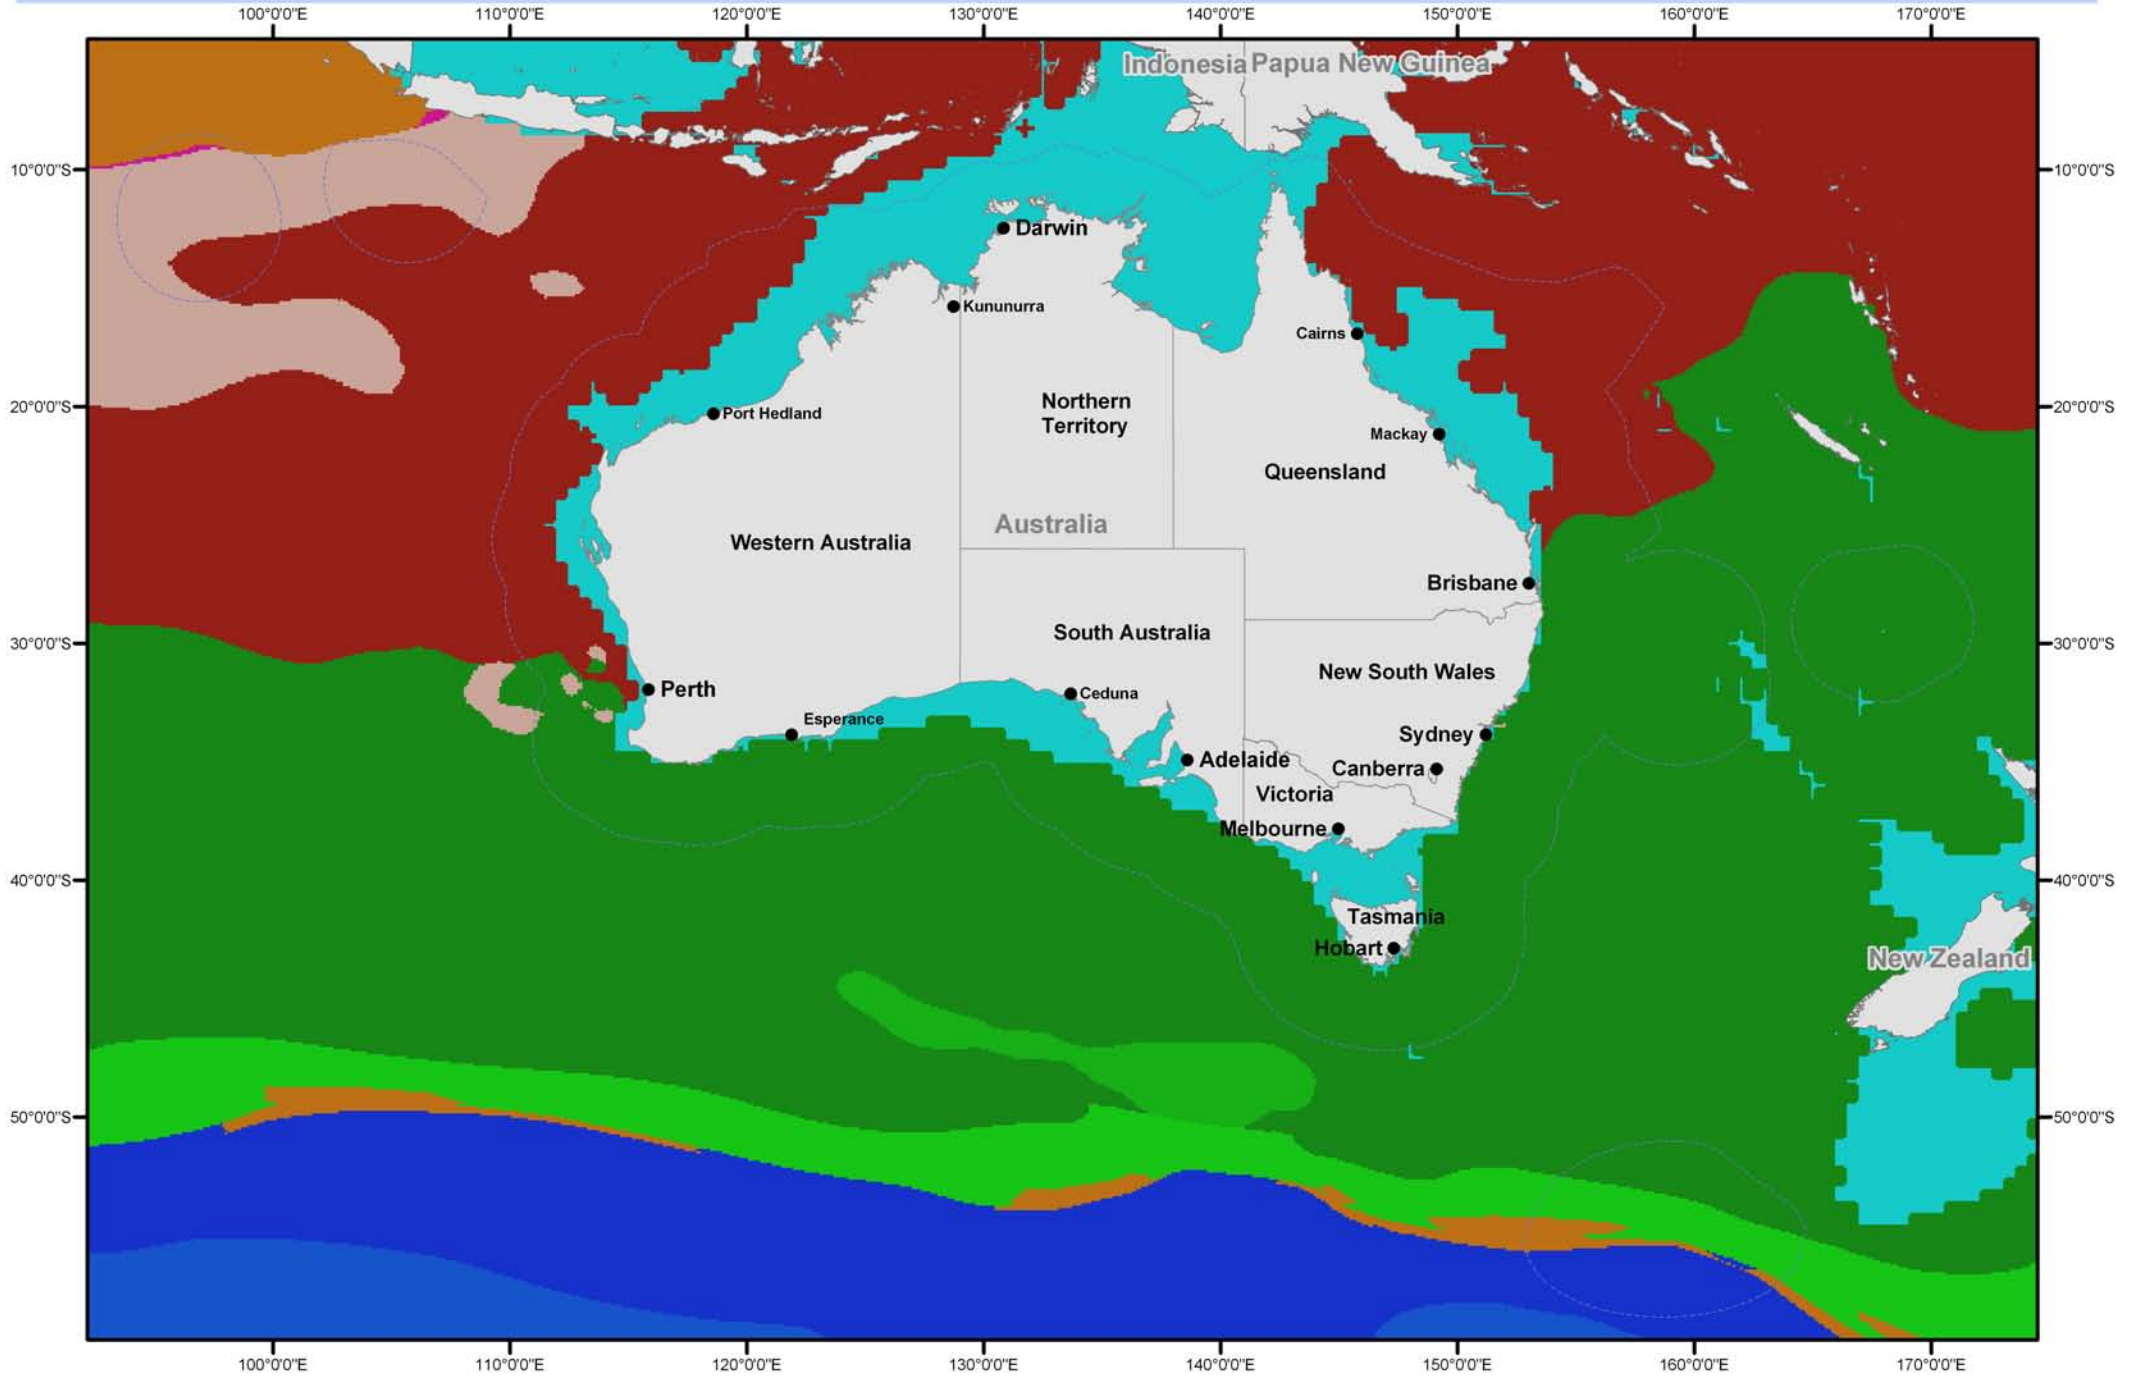 100°0'0"E 110°0'0"E 120°0'0"E 130°0'0"E 140°0'0"E 150°0'0"E 160°0'0"E 170°0'0"E
Indonesia Papua New Guinea
10°0'0"S 10°0'0"S
Darwin
Kununurra
Cairns
20°0'0"S 20°0'0"S
Port Hedland
Northern
Territory
Mackay
Queensland
Australia
Western Australia
Brisbane
South Australia
30°0'0"S 30°0'0"S
New South Wales
Perth
Ceduna
Esperance
Sydney
Adelaide
Canberra
Victoria
Melbourne
40°0'0"S 40°0'0"S
Tasmania
Hobart
New Zealand
50°0'0"S 50°0'0"S
100°0'0"E 110°0'0"E 120°0'0"E 130°0'0"E 140°0'0"E 150°0'0"E 160°0'0"E 170°0'0"E